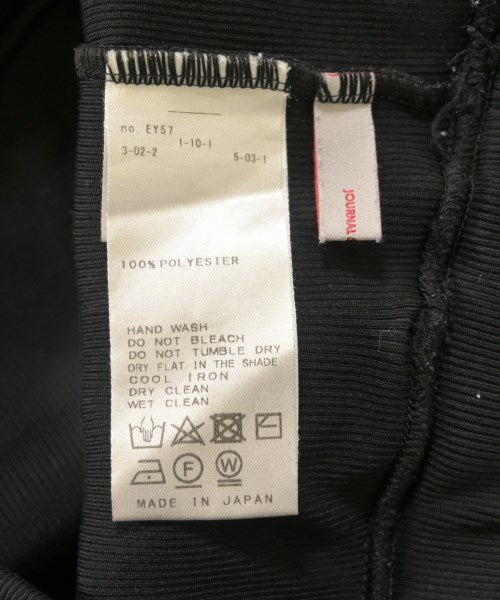 no. EY57
3-02-2 1-10-1 5-03-1
100% POLYESTER
HAND WASH
DO NOT BLEACH
DO NOT TUMBLE DRY
DRY FLAT IN THE SHADE
COOL IRON
DRY CLEAN
WET CLEAN
F W
MADE IN JAPAN
JOURNAL